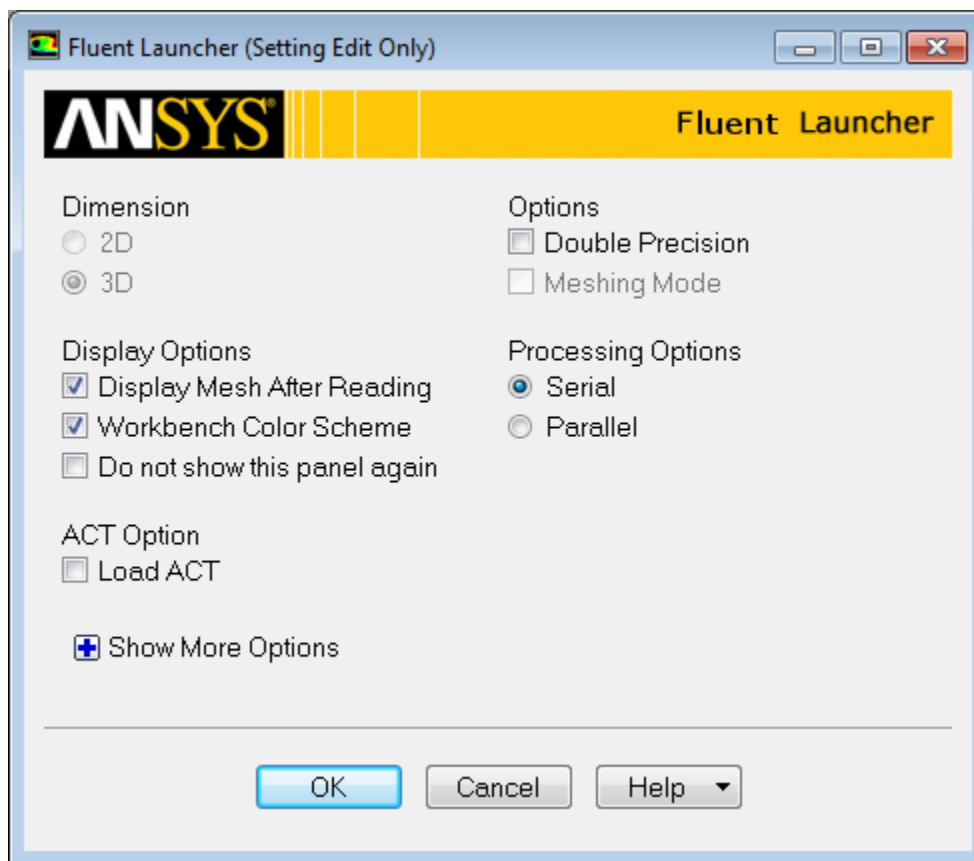 Fluent Launcher (Setting Edit Only)
ANSYS®
Fluent Launcher
Dimension
2D
3D
Options
Double Precision
Meshing Mode
Display Options
Display Mesh After Reading
Workbench Color Scheme
Do not show this panel again
Processing Options
Serial
Parallel
ACT Option
Load ACT
Show More Options
OK
Cancel
Help